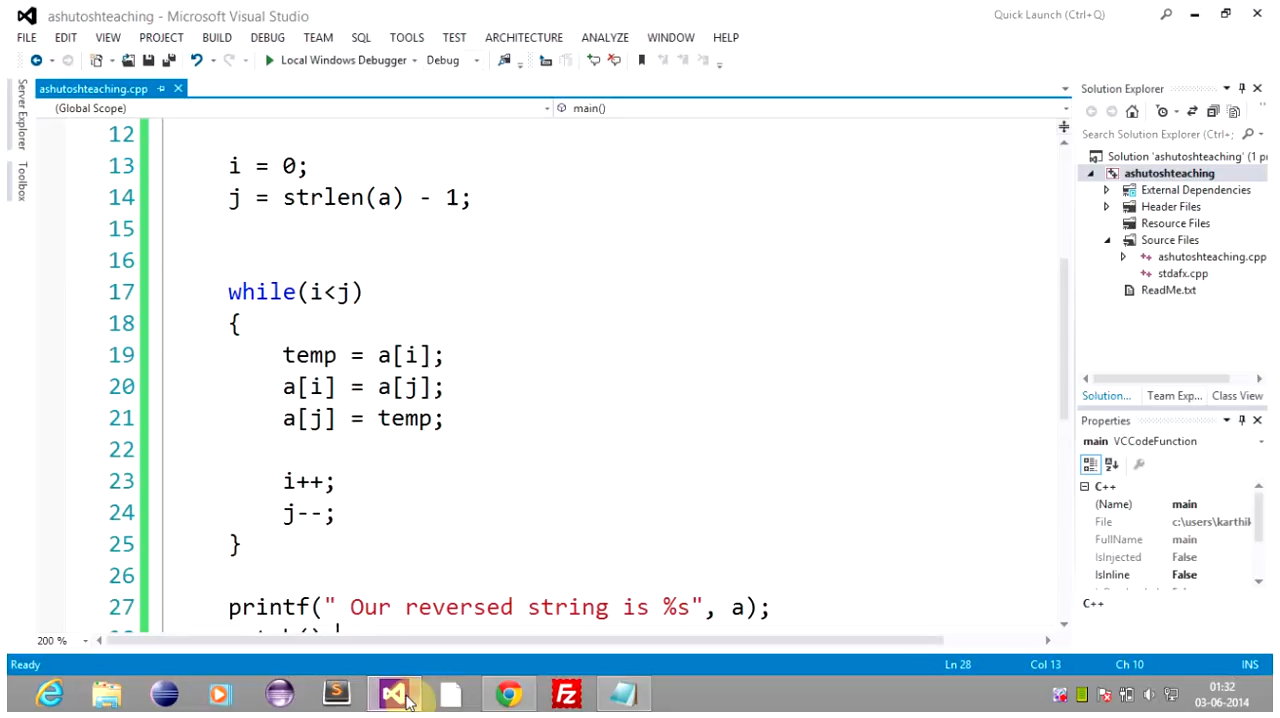 ashutoshteaching - Microsoft Visual Studio
Quick Launch (Ctrl+Q)
FILE EDIT VIEW PROJECT BUILD DEBUG TEAM SQL TOOLS TEST ARCHITECTURE ANALYZE WINDOW HELP
Local Windows Debugger Debug
Server Explorer
Toolbox
ashutoshteaching.cpp
(Global Scope) main()
12
13 i = 0;
14 j = strlen(a) - 1;
15
16
17 while(i<j)
18 {
19 temp = a[i];
20 a[i] = a[j];
21 a[j] = temp;
22
23 i++;
24 j--;
25 }
26
27 printf(" Our reversed string is %s", a);
200 %
Solution Explorer
Search Solution Explorer (Ctrl+;
Solution 'ashutoshteaching' (1 p
ashutoshteaching
External Dependencies
Header Files
Resource Files
Source Files
ashutoshteaching.cpp
stdafx.cpp
ReadMe.txt
Solution... Team Exp... Class View
Properties
main VCCodeFunction
C++
(Name) main
File c:\users\karthik
FullName main
IsInjected False
IsInline False
C++
Ready Ln 28 Col 13 Ch 10 INS
01:32
03-06-2014